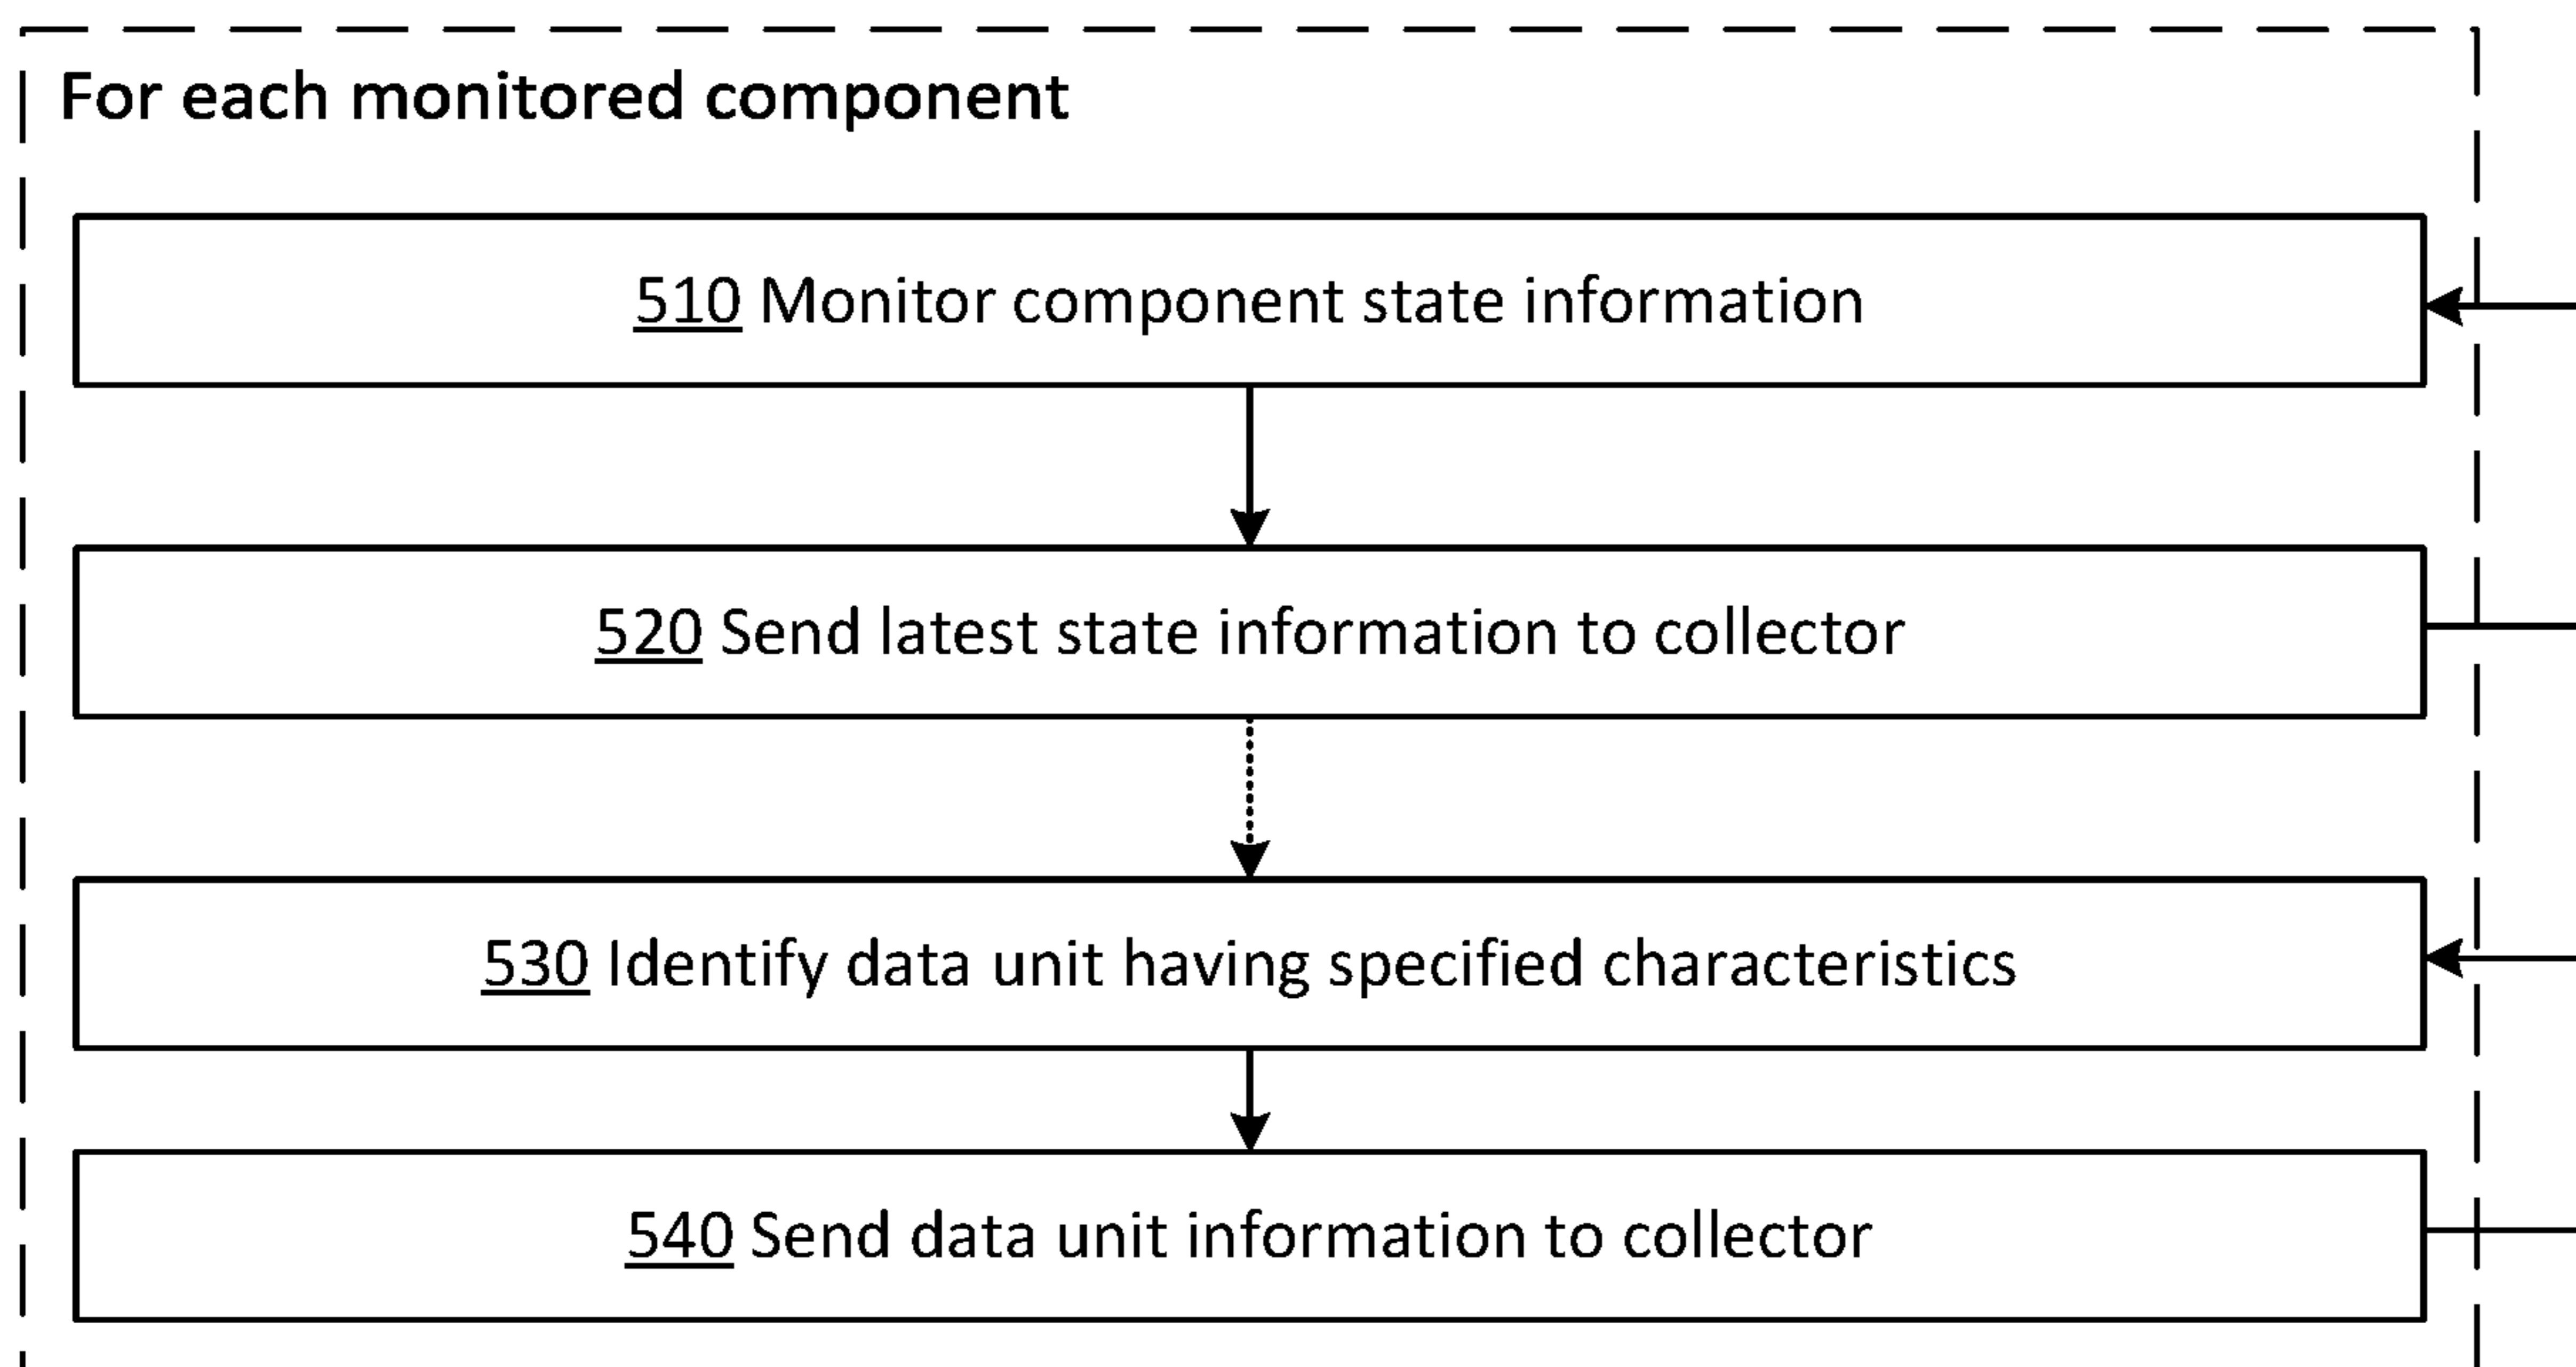 For each monitored component
510 Monitor component state information
520 Send latest state information to collector
530 Identify data unit having specified characteristics
540 Send data unit information to collector